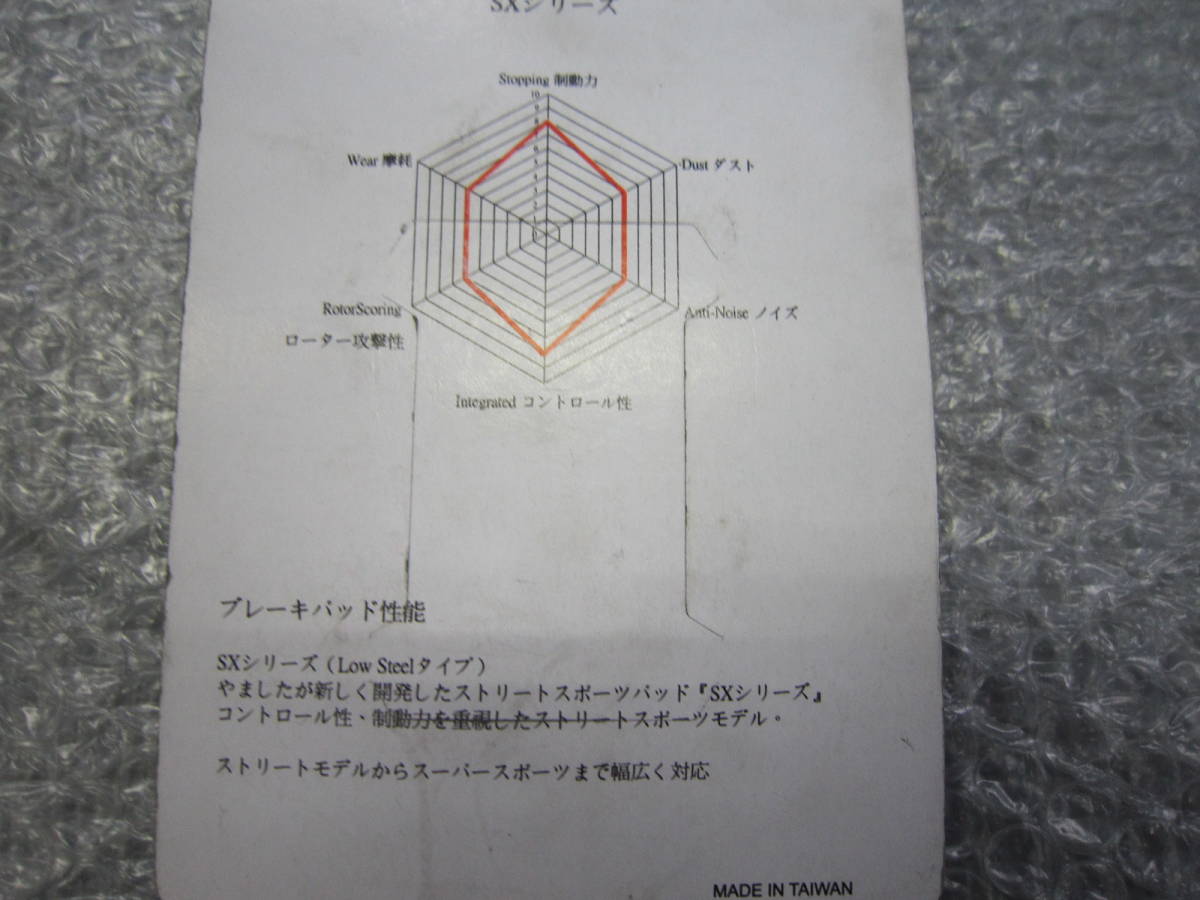 SXシリーズ
Stopping 制動力
10
9
8
Wear 摩耗
Dust ダスト
RotorScoring
Anti-Noise ノイズ
ローター攻撃性
Integrated コントロール性
ブレーキパッド性能
SXシリーズ（Low Steelタイプ）
やましたが新しく開発したストリートスポーツパッド『SXシリーズ』
コントロール性、制動力を重視したストリートスポーツモデル。
ストリートモデルからスーパースポーツまで幅広く対応
MADE IN TAIWAN